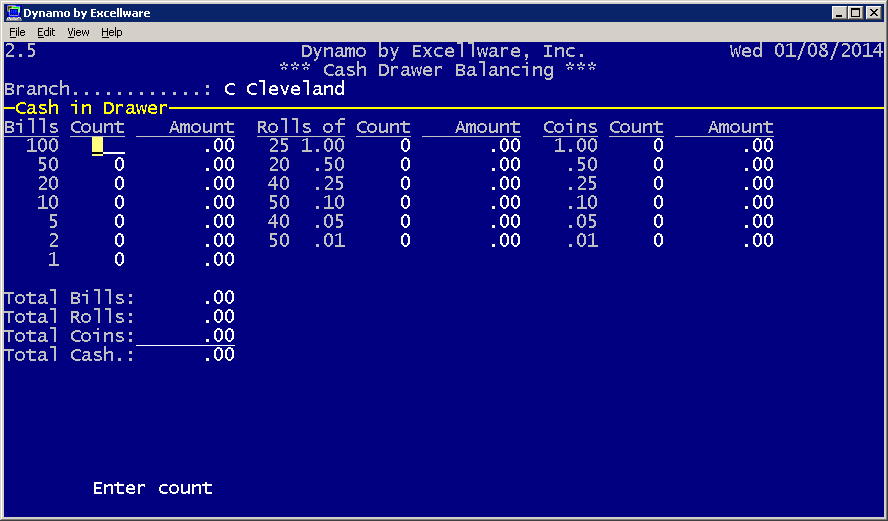 Dynamo by Excellware
File Edit View Help
2.5 Dynamo by Excellware, Inc. Wed 01/08/2014
*** Cash Drawer Balancing ***
Branch............: C Cleveland
Cash in Drawer
Bills Count Amount Rolls of Count Amount Coins Count Amount
100 .00 25 1.00 0 .00 1.00 0 .00
50 0 .00 20 .50 0 .00 .50 0 .00
20 0 .00 40 .25 0 .00 .25 0 .00
10 0 .00 50 .10 0 .00 .10 0 .00
5 0 .00 40 .05 0 .00 .05 0 .00
2 0 .00 50 .01 0 .00 .01 0 .00
1 0 .00
Total Bills: .00
Total Rolls: .00
Total Coins: .00
Total Cash.: .00
Enter count